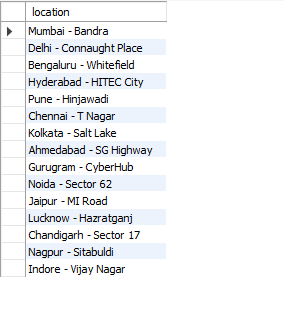 location
Mumbai - Bandra
Delhi - Connaught Place
Bengaluru - Whitefield
Hyderabad - HITEC City
Pune - Hinjawadi
Chennai - T Nagar
Kolkata - Salt Lake
Ahmedabad - SG Highway
Gurugram - CyberHub
Noida - Sector 62
Jaipur - MI Road
Lucknow - Hazratganj
Chandigarh - Sector 17
Nagpur - Sitabuldi
Indore - Vijay Nagar